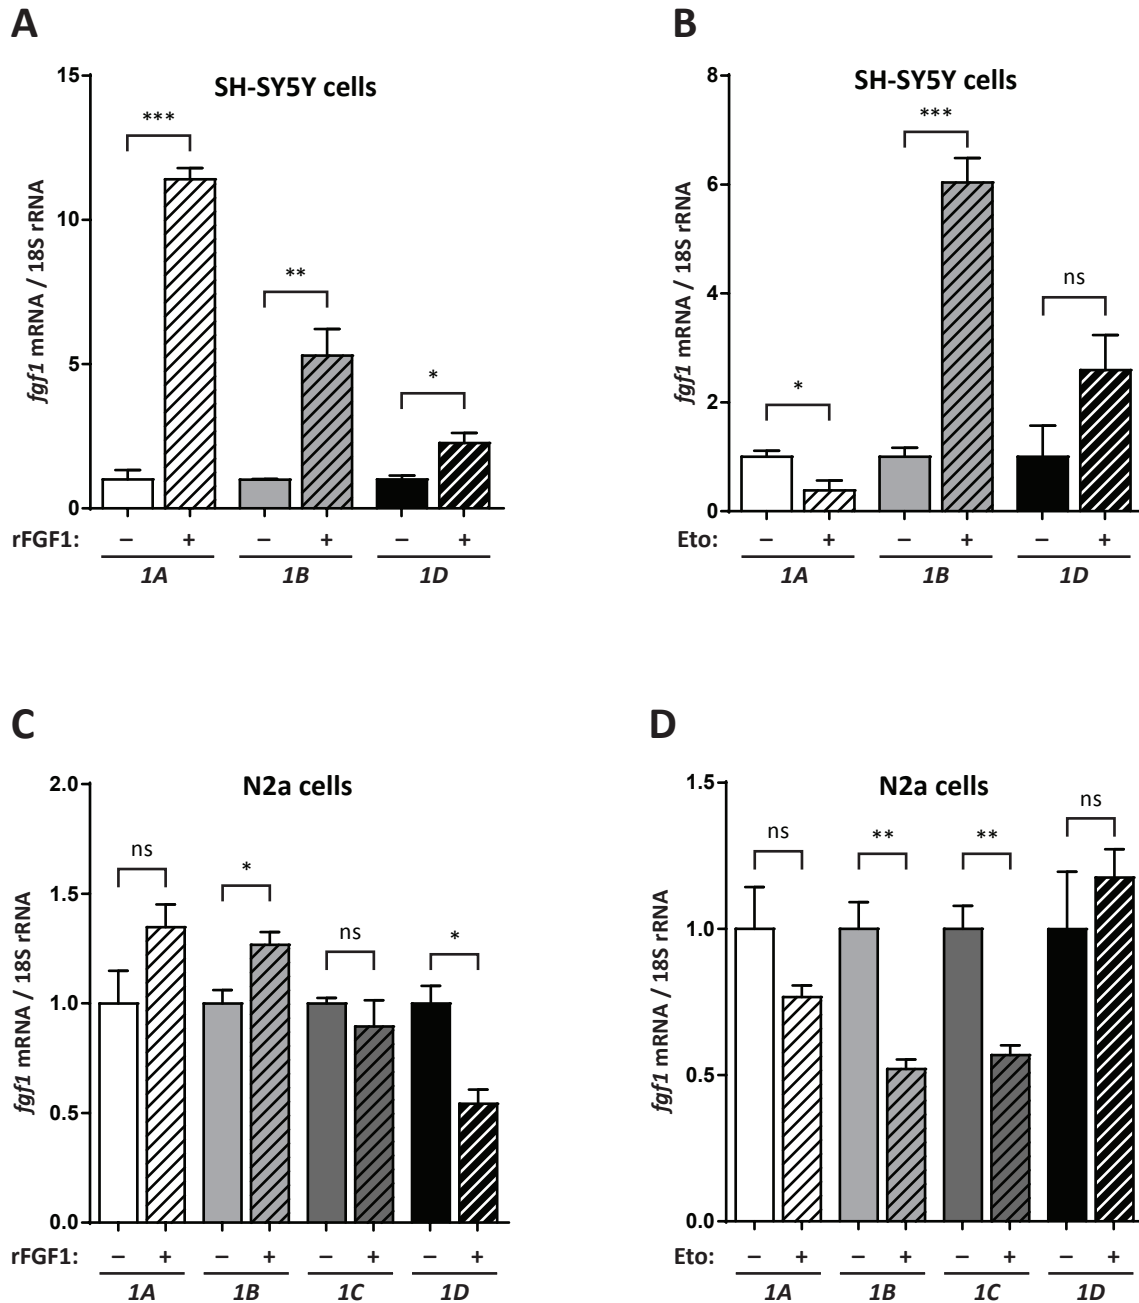 A
SH-SY5Y cells
fgf1 mRNA / 18S rRNA
15
10
5
0
***
**
*
rFGF1: – + – + – +
1A 1B 1D
B
SH-SY5Y cells
fgf1 mRNA / 18S rRNA
8
6
4
2
0
*
***
ns
Eto: – + – + – +
1A 1B 1D
C
N2a cells
fgf1 mRNA / 18S rRNA
2.0
1.5
1.0
0.5
0.0
ns
*
ns
*
rFGF1: – + – + – + – +
1A 1B 1C 1D
D
N2a cells
fgf1 mRNA / 18S rRNA
1.5
1.0
0.5
0.0
ns
**
**
ns
Eto: – + – + – + – +
1A 1B 1C 1D